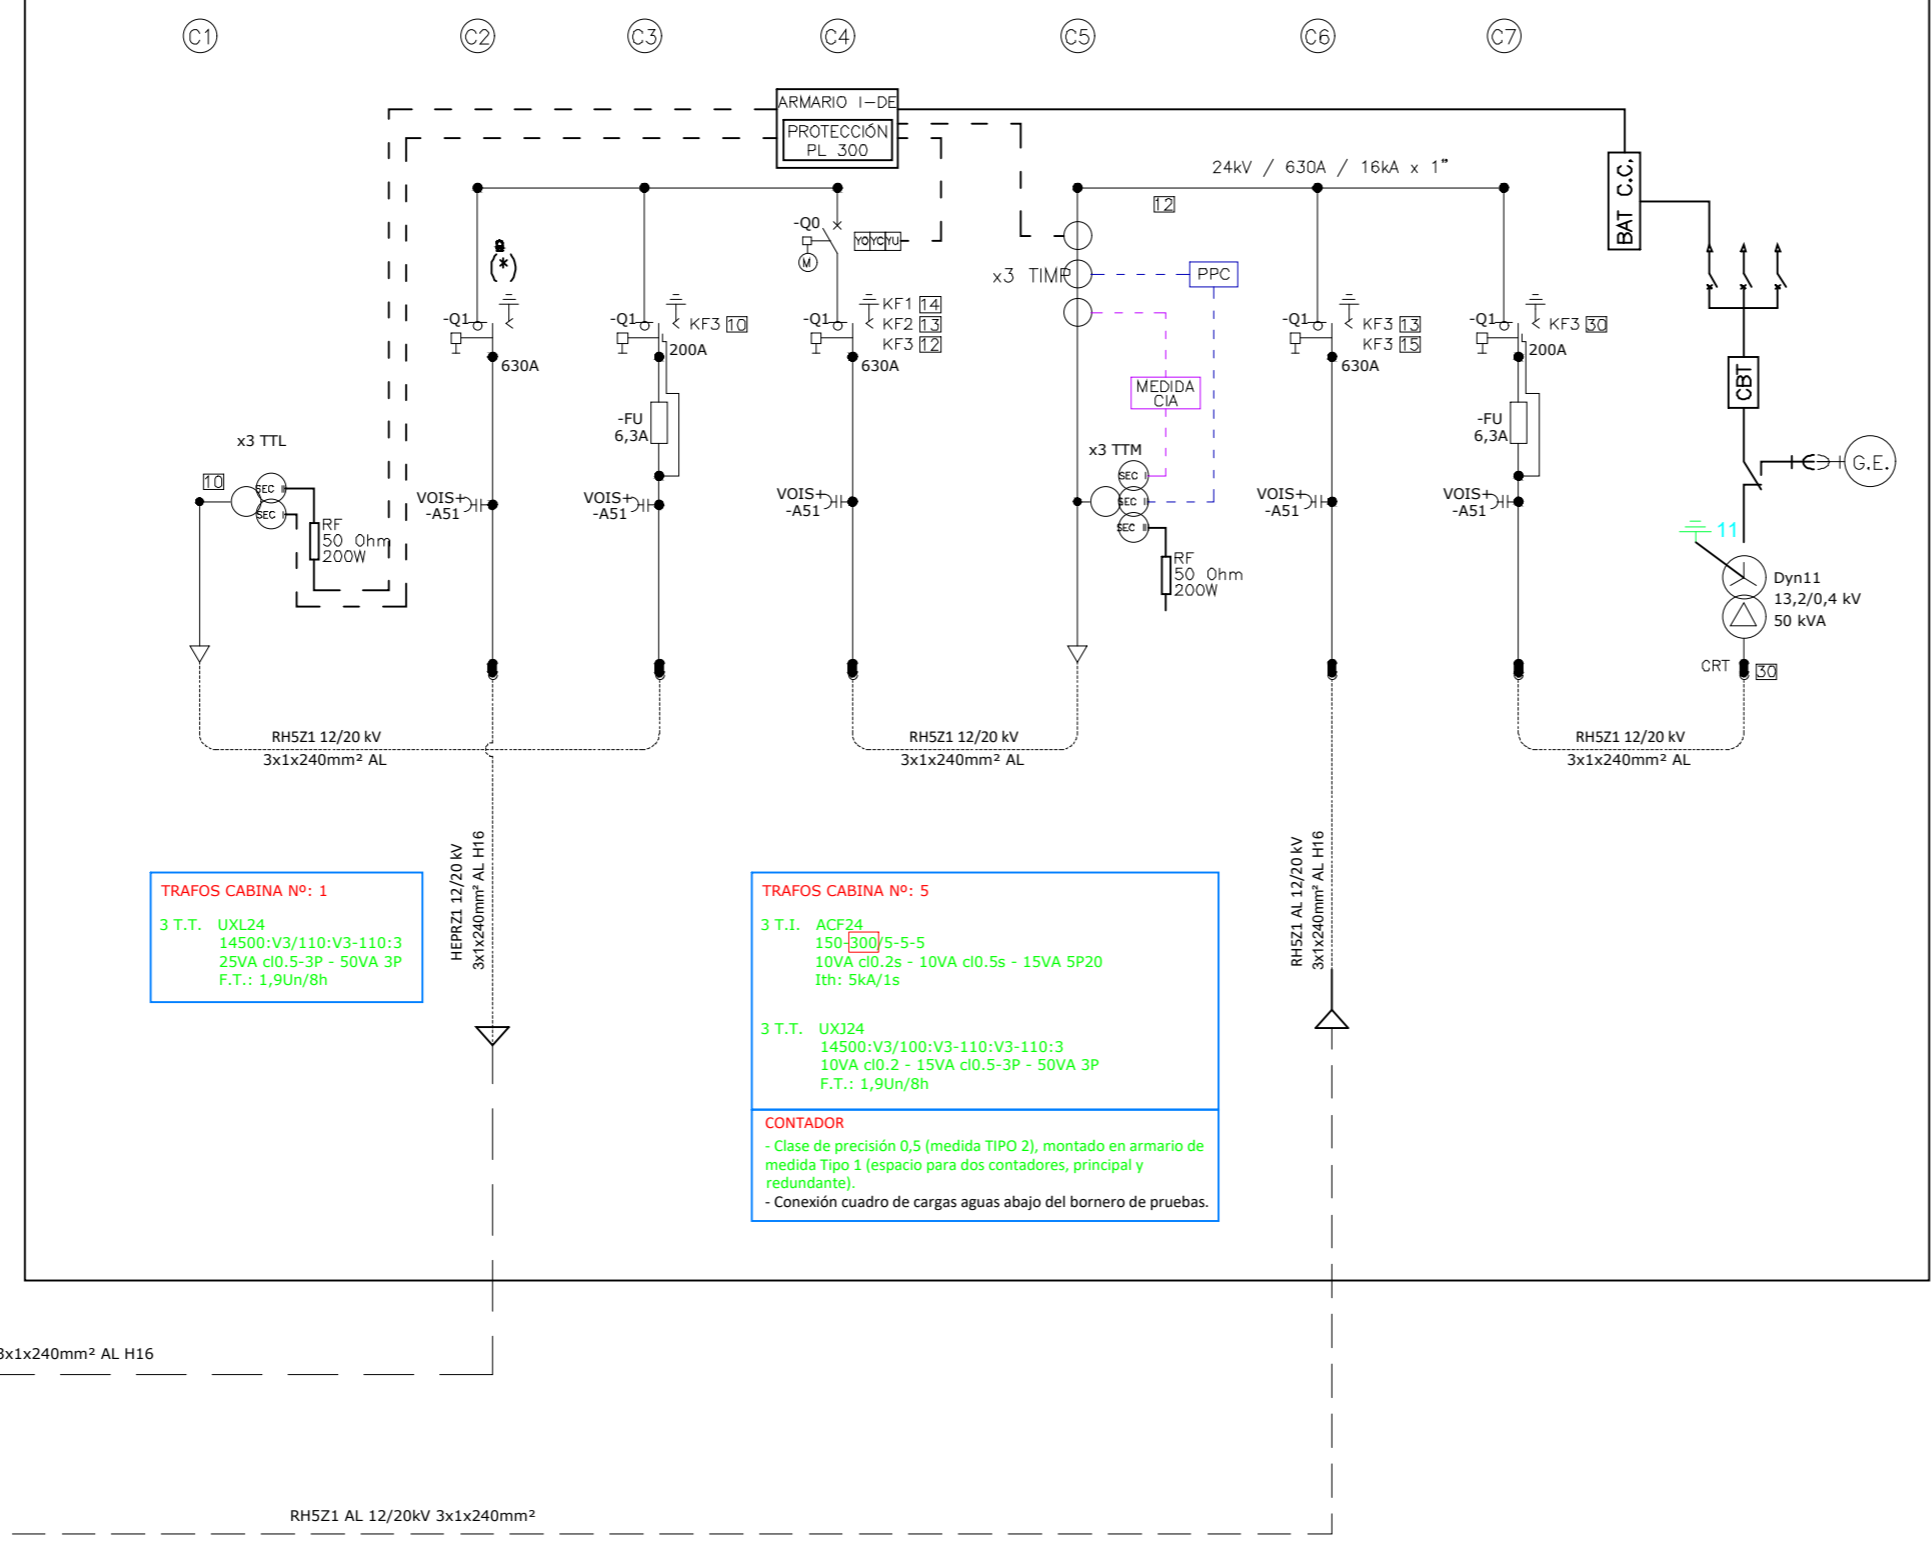 C1
C2
C3
C4
C5
C6
C7
ARMARIO I-DE
PROTECCIÓN
PL 300
24kV / 630A / 16kA x 1"
12
BAT C.C.
-Q0
M
YO YC YU
(*)
x3 TIMP
PPC
-Q1
630A
-Q1
KF3 10
200A
-Q1
KF1 14
KF2 13
KF3 12
630A
-Q1
KF3 13
KF3 15
630A
-Q1
KF3 30
200A
MEDIDA
CIA
CBT
-FU
6,3A
-FU
6,3A
x3 TTL
10
SEC II
SEC I
RF
50 Ohm
200W
VOIS+
-A51
VOIS+
-A51
VOIS+
-A51
x3 TTM
SEC I
SEC II
SEC III
RF
50 Ohm
200W
VOIS+
-A51
VOIS+
-A51
G.E.
11
Dyn11
13,2/0,4 kV
50 kVA
CRT
30
RH5Z1 12/20 kV
3x1x240mm² AL
RH5Z1 12/20 kV
3x1x240mm² AL
RH5Z1 12/20 kV
3x1x240mm² AL
HEPRZ1 12/20 kV
3x1x240mm² AL H16
RH5Z1 AL 12/20 kV
3x1x240mm² AL H16
TRAFOS CABINA Nº: 1
3 T.T. UXL24
14500:V3/110:V3-110:3
25VA cl0.5-3P - 50VA 3P
F.T.: 1,9Un/8h
TRAFOS CABINA Nº: 5
3 T.I. ACF24
150-300/5-5-5
10VA cl0.2s - 10VA cl0.5s - 15VA 5P20
Ith: 5kA/1s
3 T.T. UXJ24
14500:V3/100:V3-110:V3-110:3
10VA cl0.2 - 15VA cl0.5-3P - 50VA 3P
F.T.: 1,9Un/8h
CONTADOR
- Clase de precisión 0,5 (medida TIPO 2), montado en armario de
medida Tipo 1 (espacio para dos contadores, principal y
redundante).
- Conexión cuadro de cargas aguas abajo del bornero de pruebas.
3x1x240mm² AL H16
RH5Z1 AL 12/20kV 3x1x240mm²